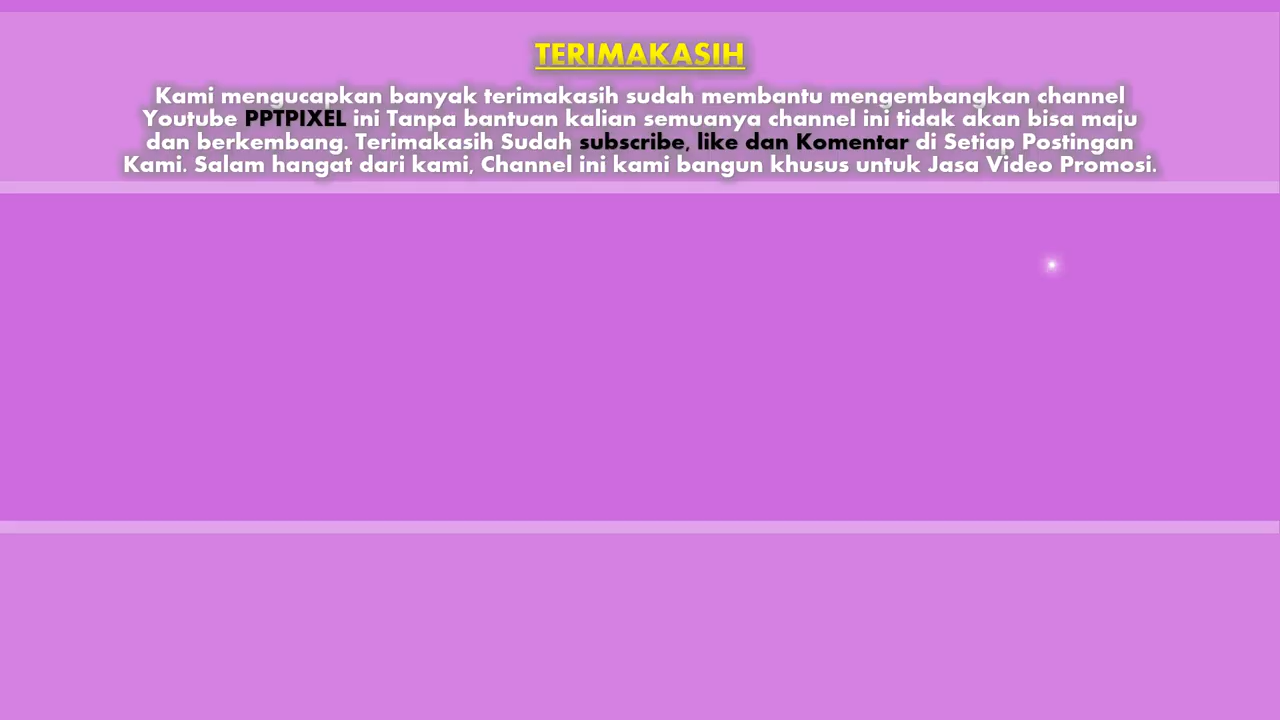 TERIMAKASIH
Kami mengucapkan banyak terimakasih sudah membantu mengembangkan channel
Youtube PPTPIXEL ini Tanpa bantuan kalian semuanya channel ini tidak akan bisa maju
dan berkembang. Terimakasih Sudah subscribe, like dan Komentar di Setiap Postingan
Kami. Salam hangat dari kami, Channel ini kami bangun khusus untuk Jasa Video Promosi.